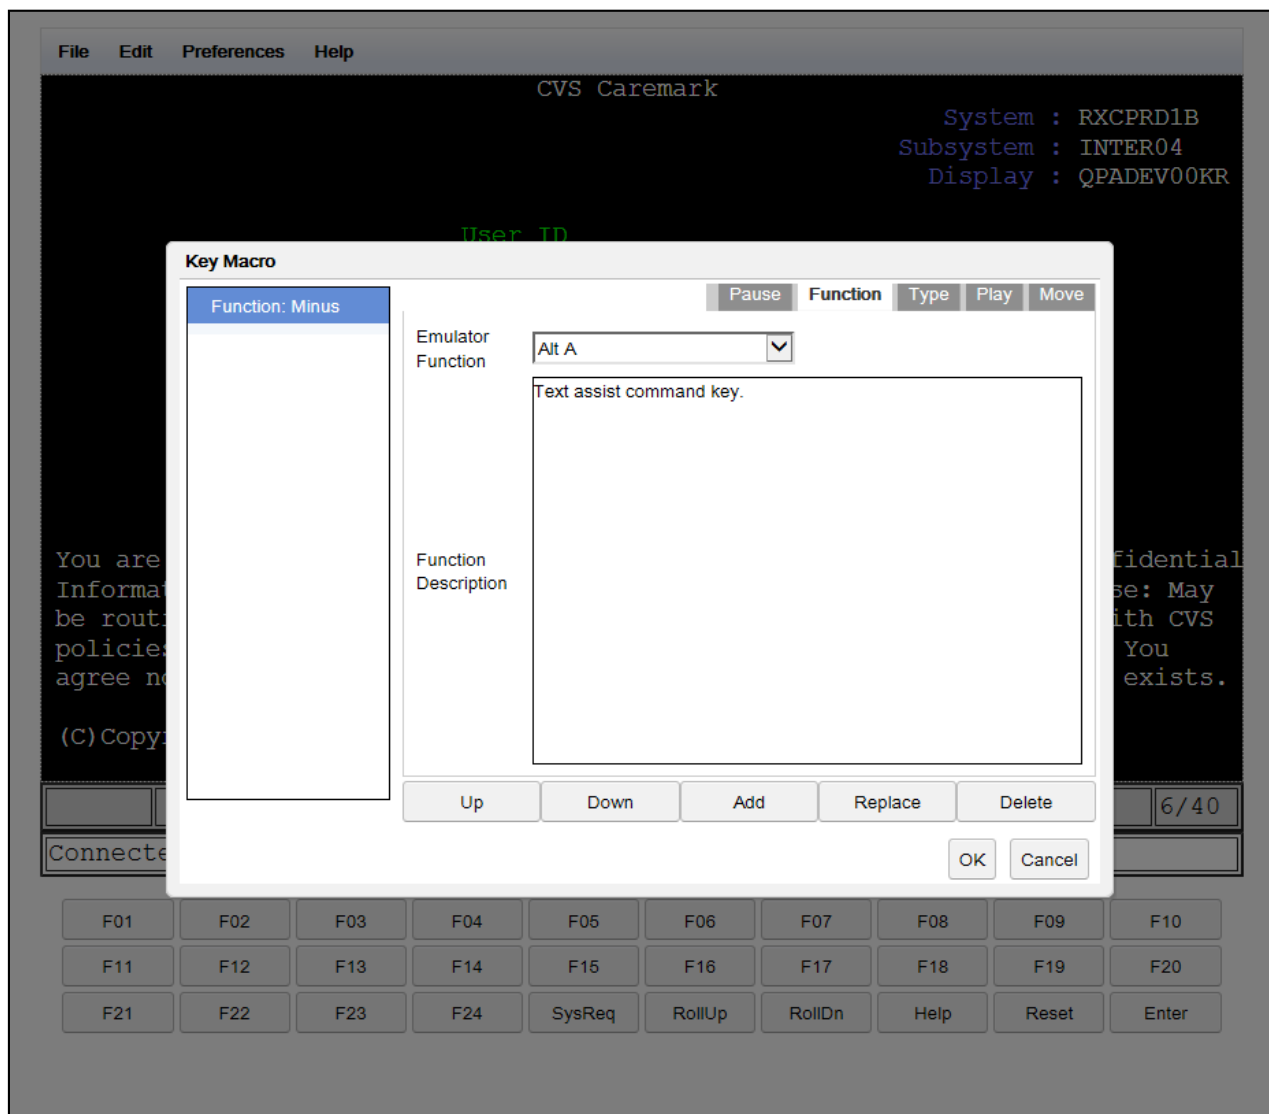 File Edit Preferences Help
CVS Caremark
System : RXCPRD1B
Subsystem : INTER04
Display : QPADEV00KR
User ID
Key Macro
Function: Minus
Pause Function Type Play Move
Emulator
Function
Alt A
Text assist command key.
Function
Description
You are
fidential
Informa
se: May
be rout
ith CVS
policies
You
agree no
exists.
(C)Copy
Up Down Add Replace Delete
6/40
Connecte
OK Cancel
F01 F02 F03 F04 F05 F06 F07 F08 F09 F10
F11 F12 F13 F14 F15 F16 F17 F18 F19 F20
F21 F22 F23 F24 SysReq RollUp RollDn Help Reset Enter